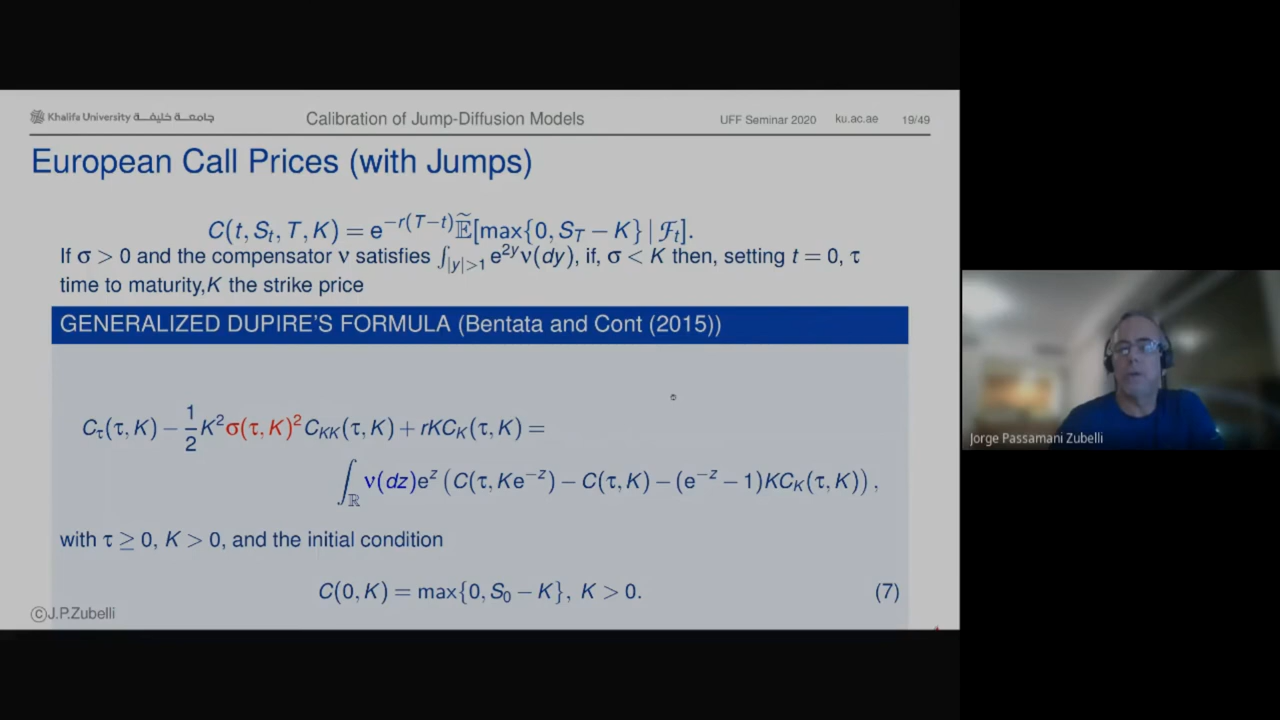 Khalifa University جامعة خليفة
Calibration of Jump-Diffusion Models
UFF Seminar 2020 ku.ac.ae 19/49
European Call Prices (with Jumps)
C(t, S_t, T, K) = e^{−r(T−t)} Ẽ[max{0, S_T − K} | F_t].
If σ > 0 and the compensator ν satisfies ∫_{|y|>1} e^{2y}ν(dy), if, σ < K then, setting t = 0, τ
time to maturity,K the strike price
GENERALIZED DUPIRE'S FORMULA (Bentata and Cont (2015))
C_τ(τ, K) − 1/2 K² σ(τ, K)² C_{KK}(τ, K) + rKC_K(τ, K) =
∫_ℝ ν(dz)e^z (C(τ, Ke^{−z}) − C(τ, K) − (e^{−z} − 1)KC_K(τ, K)) ,
with τ ≥ 0, K > 0, and the initial condition
C(0, K) = max{0, S_0 − K}, K > 0. (7)
©J.P.Zubelli
Jorge Passamani Zubelli